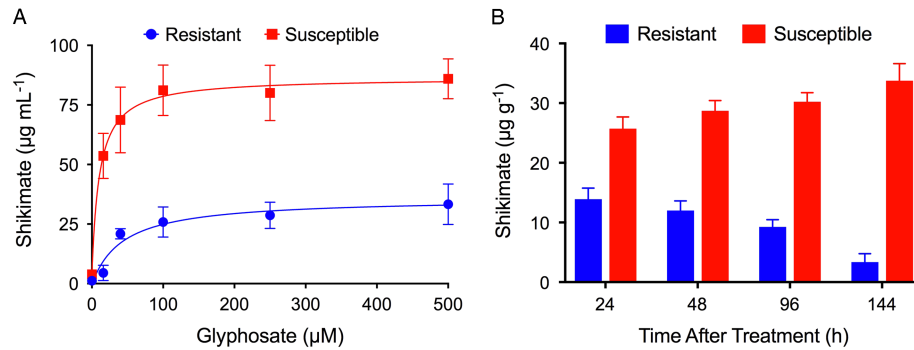 A
Resistant
Susceptible
Shikimate (µg mL⁻¹)
100
75
50
25
0
0
100
200
300
400
500
Glyphosate (µM)
B
Resistant
Susceptible
Shikimate (µg g⁻¹)
40
30
20
10
0
24
48
96
144
Time After Treatment (h)